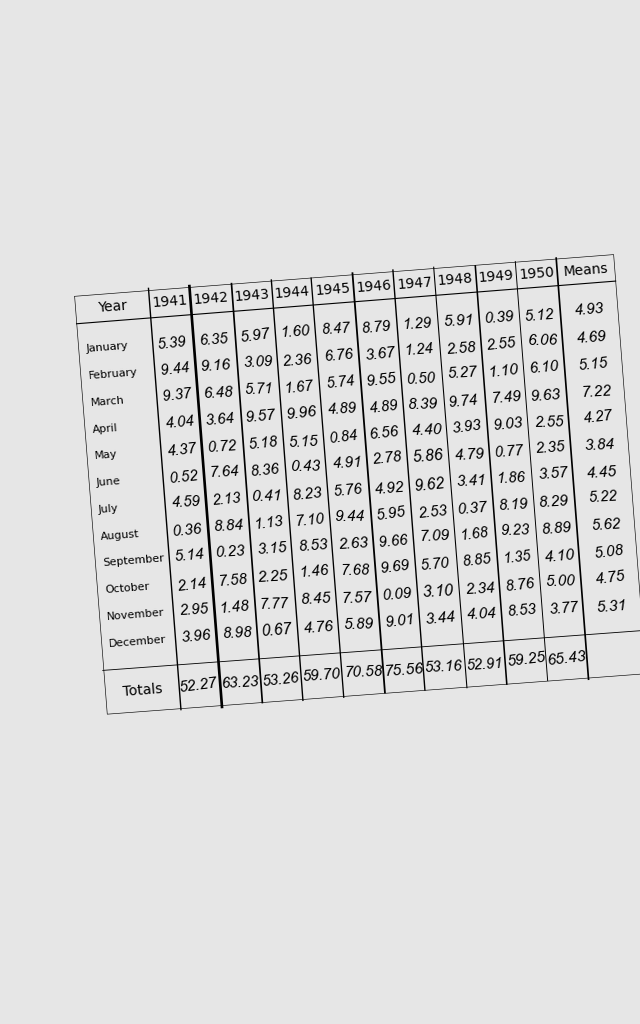 Year 1941 1942 1943 1944 1945 1946 1947 1948 1949 1950 Means
January 5.39 6.35 5.97 1.60 8.47 8.79 1.29 5.91 0.39 5.12 4.93
February 9.44 9.16 3.09 2.36 6.76 3.67 1.24 2.58 2.55 6.06 4.69
March 9.37 6.48 5.71 1.67 5.74 9.55 0.50 5.27 1.10 6.10 5.15
April 4.04 3.64 9.57 9.96 4.89 4.89 8.39 9.74 7.49 9.63 7.22
May 4.37 0.72 5.18 5.15 0.84 6.56 4.40 3.93 9.03 2.55 4.27
June 0.52 7.64 8.36 0.43 4.91 2.78 5.86 4.79 0.77 2.35 3.84
July 4.59 2.13 0.41 8.23 5.76 4.92 9.62 3.41 1.86 3.57 4.45
August 0.36 8.84 1.13 7.10 9.44 5.95 2.53 0.37 8.19 8.29 5.22
September 5.14 0.23 3.15 8.53 2.63 9.66 7.09 1.68 9.23 8.89 5.62
October 2.14 7.58 2.25 1.46 7.68 9.69 5.70 8.85 1.35 4.10 5.08
November 2.95 1.48 7.77 8.45 7.57 0.09 3.10 2.34 8.76 5.00 4.75
December 3.96 8.98 0.67 4.76 5.89 9.01 3.44 4.04 8.53 3.77 5.31
Totals 52.27 63.23 53.26 59.70 70.58 75.56 53.16 52.91 59.25 65.43